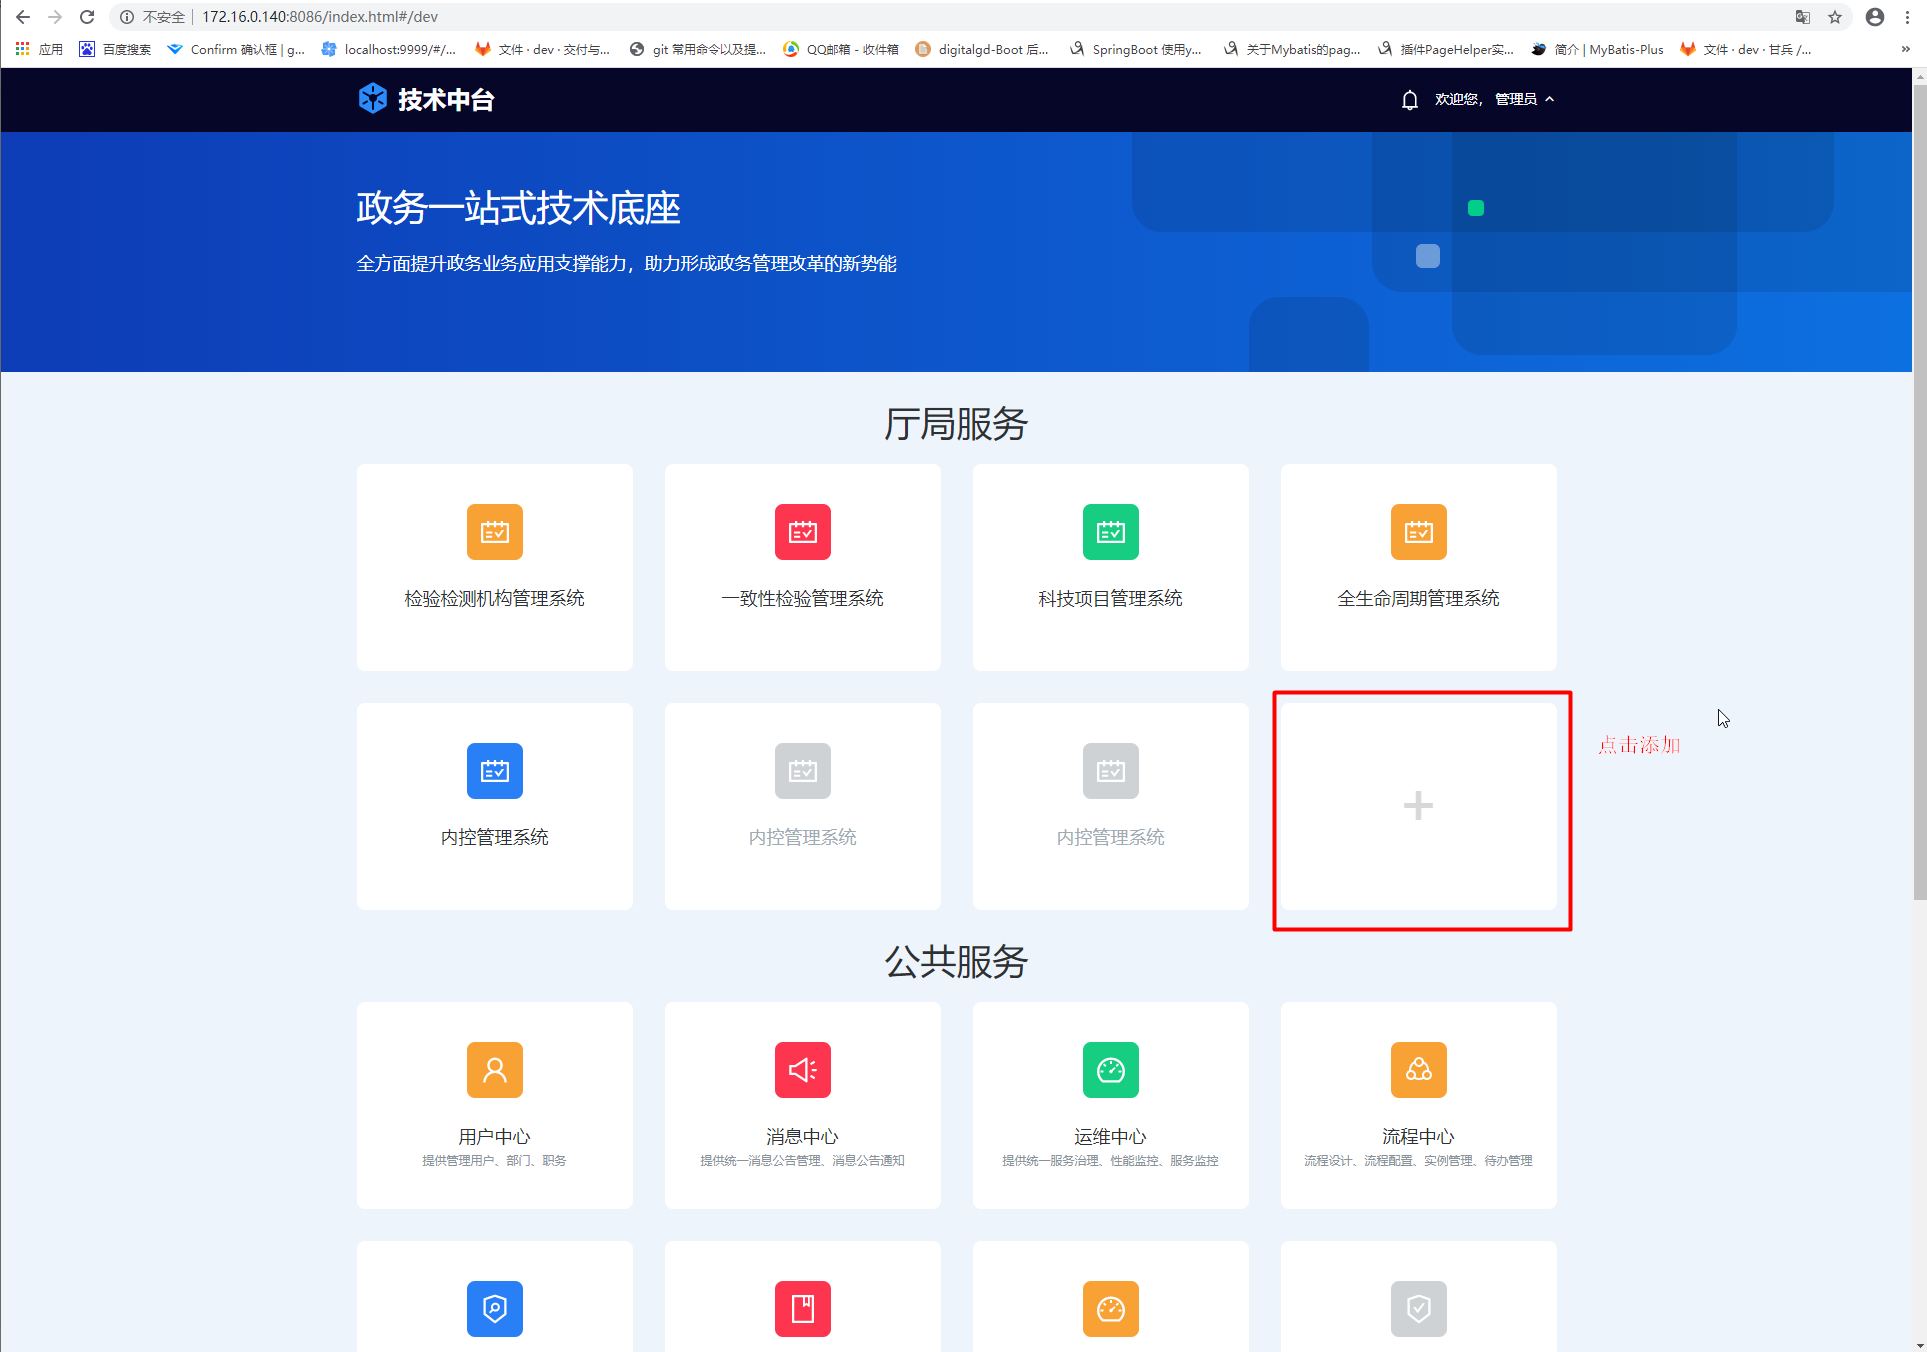 不安全 172.16.0.140:8086/index.html#/dev
应用 百度搜索 Confirm 确认框 | g... localhost:9999/#/... 文件 · dev · 交付与... git 常用命令以及提... QQ邮箱 - 收件箱 digitalgd-Boot 后... SpringBoot 使用y... 关于Mybatis的pag... 插件PageHelper实... 简介 | MyBatis-Plus 文件 · dev · 甘兵 /... »
技术中台 欢迎您, 管理员
政务一站式技术底座
全方面提升政务业务应用支撑能力，助力形成政务管理改革的新势能
厅局服务
检验检测机构管理系统 一致性检验管理系统 科技项目管理系统 全生命周期管理系统
点击添加
内控管理系统 内控管理系统 内控管理系统
公共服务
用户中心 消息中心 运维中心 流程中心
提供管理用户、部门、职务 提供统一消息公告管理、消息公告通知 提供统一服务治理、性能监控、服务监控 流程设计、流程配置、实例管理、待办管理